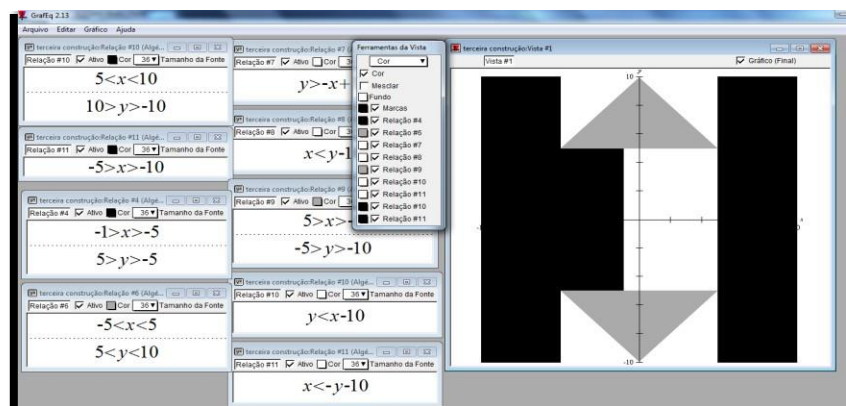 GrafEq 2.13
Arquivo Editar Gráfico Ajuda
terceira construção:Relação #10 (Algé...
Relação #10 Ativo Cor 36 Tamanho da Fonte
5<x<10
10>y>-10
terceira construção:Relação #11 (Algé...
Relação #11 Ativo Cor 36 Tamanho da Fonte
-5>x>-10
terceira construção:Relação #4 (Algé...
Relação #4 Ativo Cor 36 Tamanho da Fonte
-1>x>-5
5>y>-5
terceira construção:Relação #6 (Algé...
Relação #6 Ativo Cor 36 Tamanho da Fonte
-5<x<5
5<y<10
terceira construção:Relação #7
Relação #7 Ativo Cor
y>-x+
terceira construção:Relação #8
Relação #8 Ativo Cor
x<y-1
terceira construção:Relação #9
Relação #9 Ativo Cor
5>x>-
-5>y>-10
terceira construção:Relação #10 (Algé...
Relação #10 Ativo Cor 36 Tamanho da Fonte
y<x-10
terceira construção:Relação #11 (Algé...
Relação #11 Ativo Cor 36 Tamanho da Fonte
x<-y-10
Ferramentas da Vista
Cor
Cor
Mesclar
Fundo
Marcas
Relação #4
Relação #6
Relação #7
Relação #8
Relação #9
Relação #10
Relação #11
Relação #10
Relação #11
terceira construção:Vista #1
Vista #1 Gráfico (Final)
10
-10